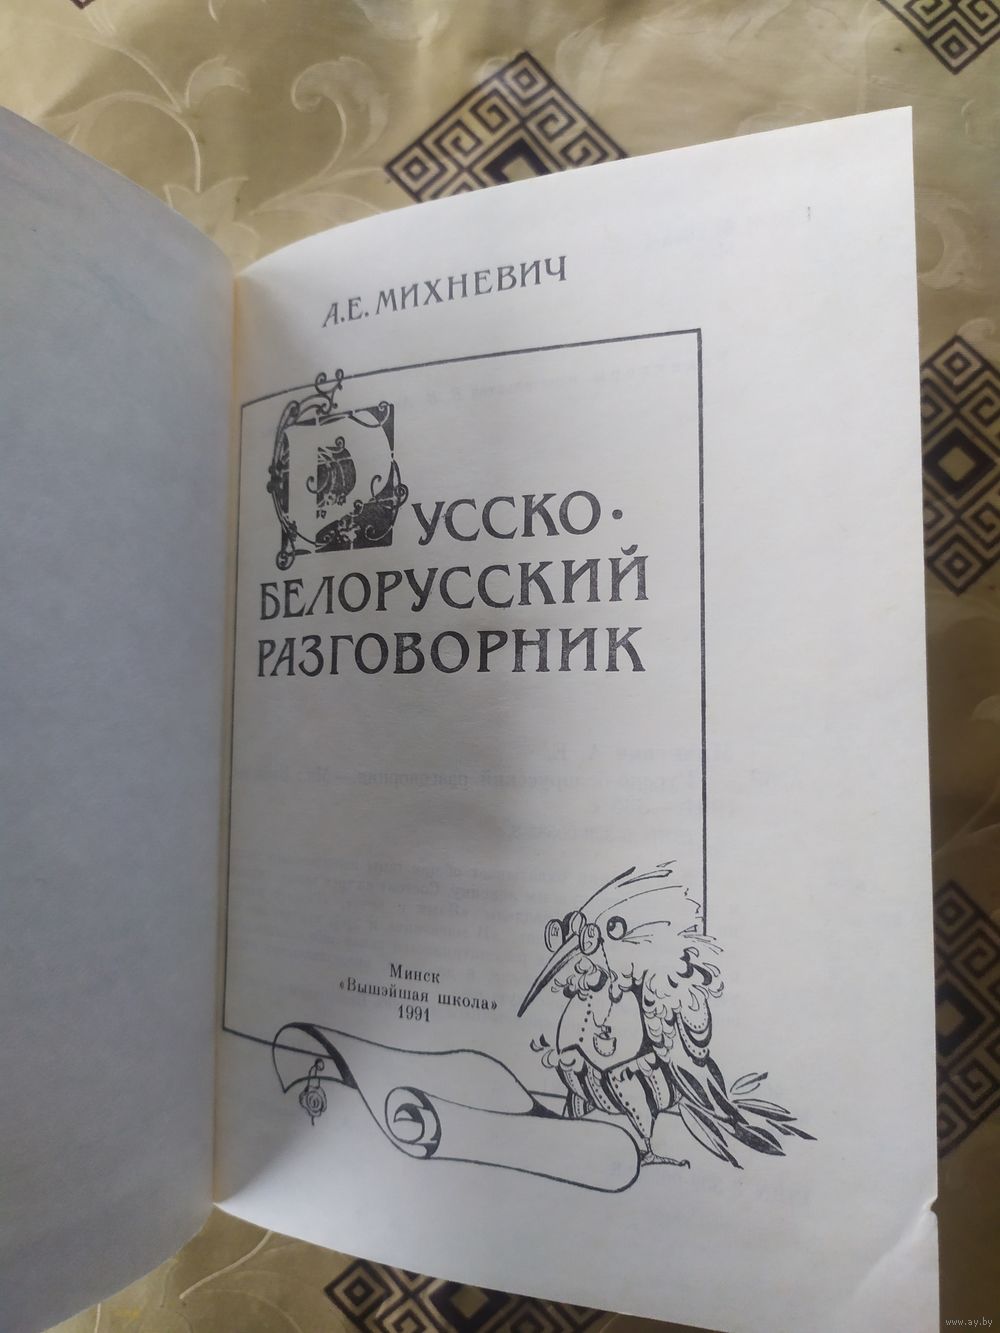 А.Е. МИХНЕВИЧ
РУССКО-
БЕЛОРУССКИЙ
РАЗГОВОРНИК
Минск
«Вышэйшая школа»
1991
www.ay.by